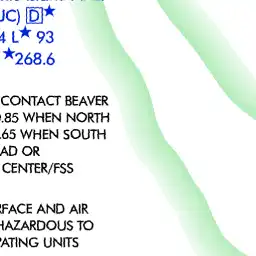 JC) D★
4 L★ 93
★268.6
CONTACT BEAVER
.85 WHEN NORTH
.65 WHEN SOUTH
AD OR
CENTER/FSS
RFACE AND AIR
HAZARDOUS TO
PATING UNITS